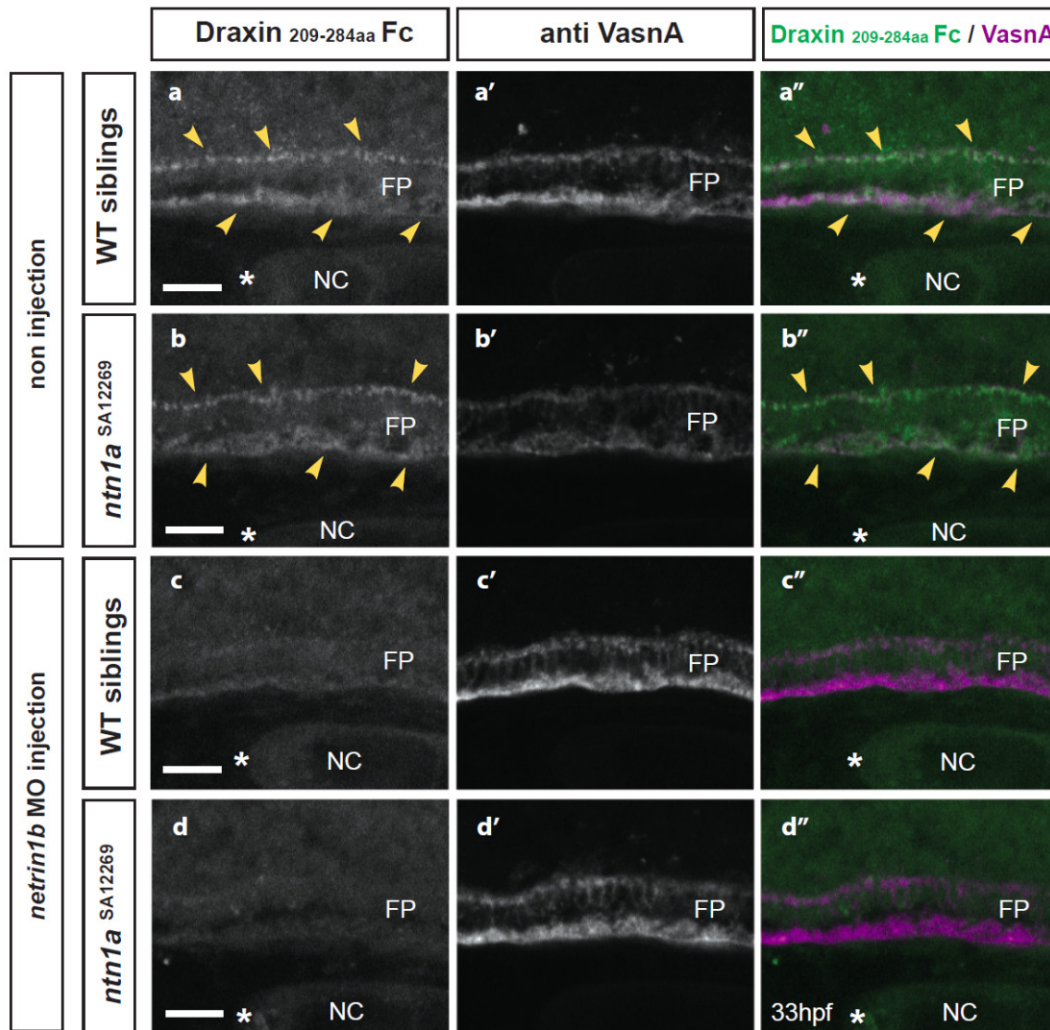 Draxin 209-284aa Fc
anti VasnA
Draxin 209-284aa Fc / VasnA
non injection
WT siblings
a
FP
* NC
a'
FP
a"
FP
* NC
ntn1a SA12269
b
FP
* NC
b'
FP
b"
FP
* NC
netrin1b MO injection
WT siblings
c
FP
* NC
c'
FP
c"
FP
* NC
ntn1a SA12269
d
FP
* NC
d'
FP
d"
FP
33hpf * NC